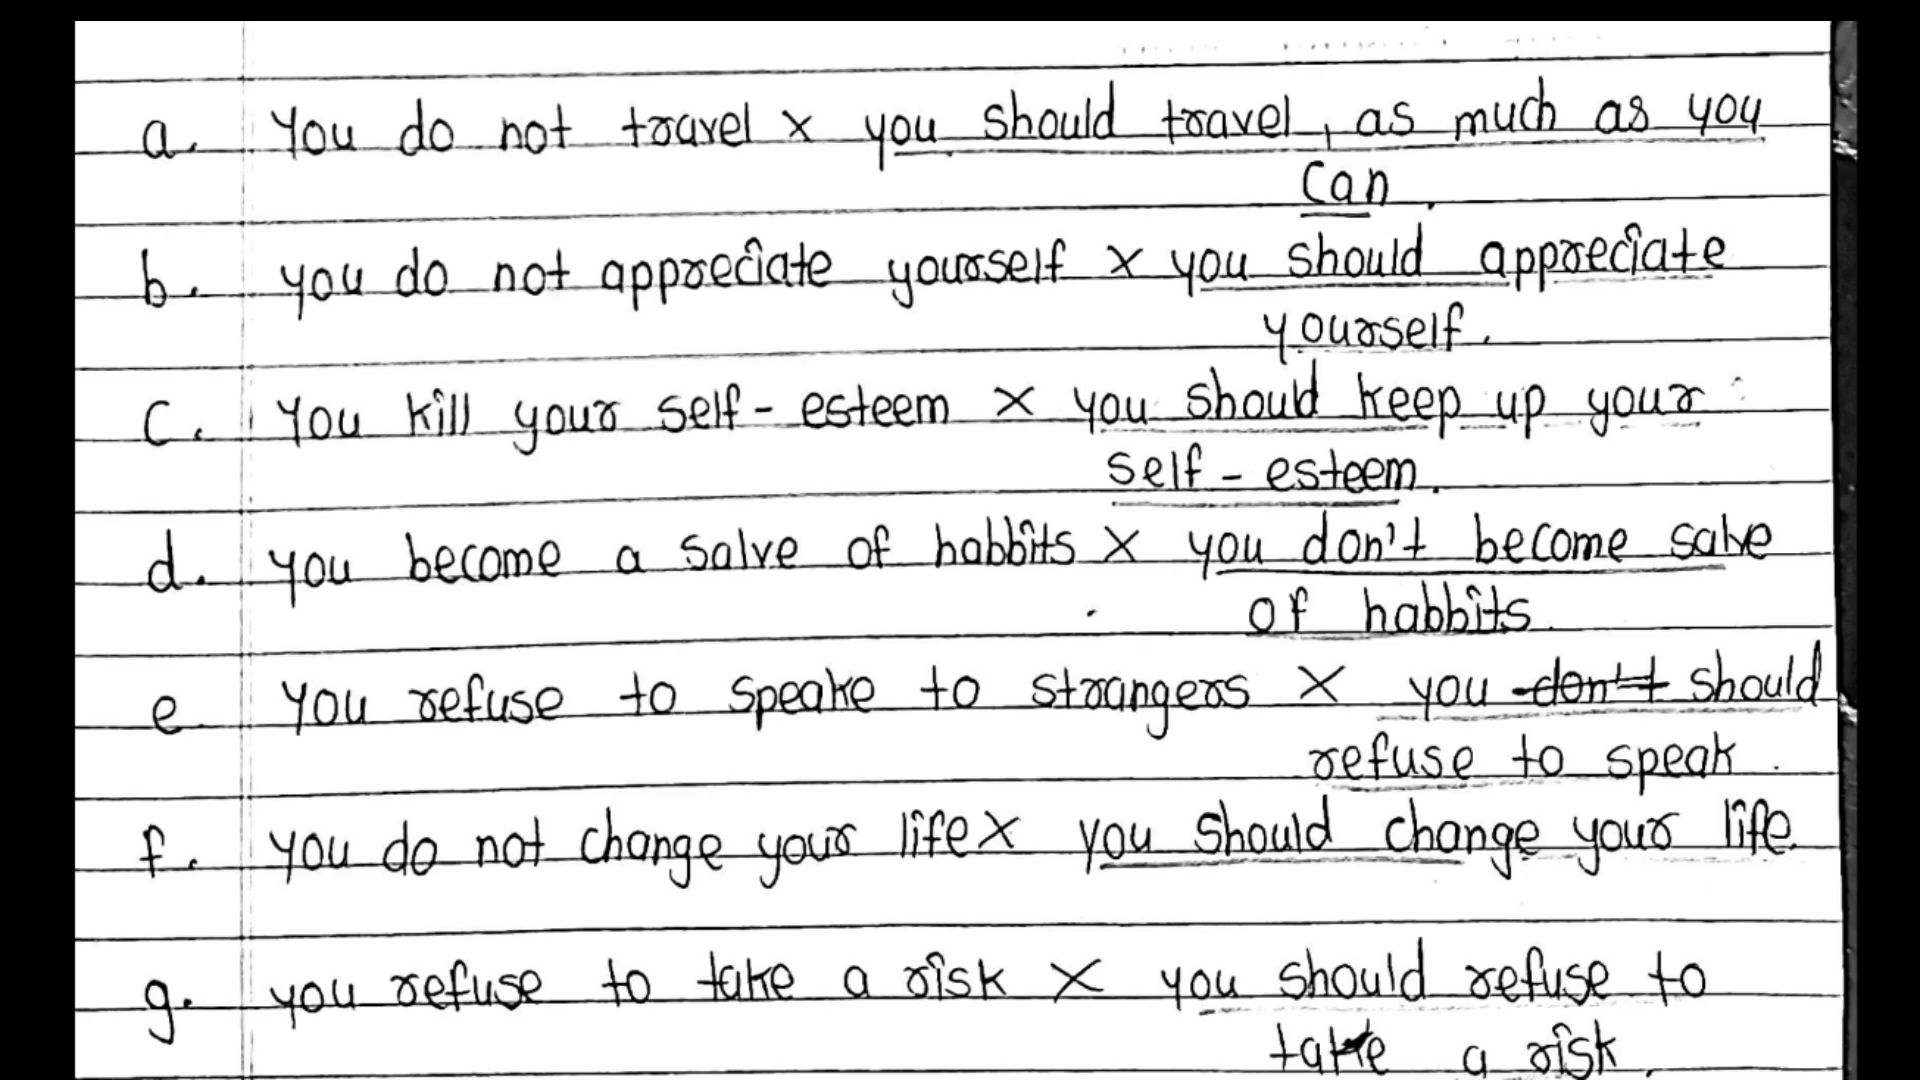 a. You do not travel x you should travel, as much as you
can.
b. you do not appreciate yourself x you should appreciate
yourself.
c. You kill your self-esteem x you should keep up your
self-esteem.
d. you become a salve of habbits x you don't become salve
of habbits.
e you refuse to speake to strangers x you don't should
refuse to speak.
f. you do not change your life x you should change your life.
g. you refuse to take a risk x you should refuse to
take a risk.